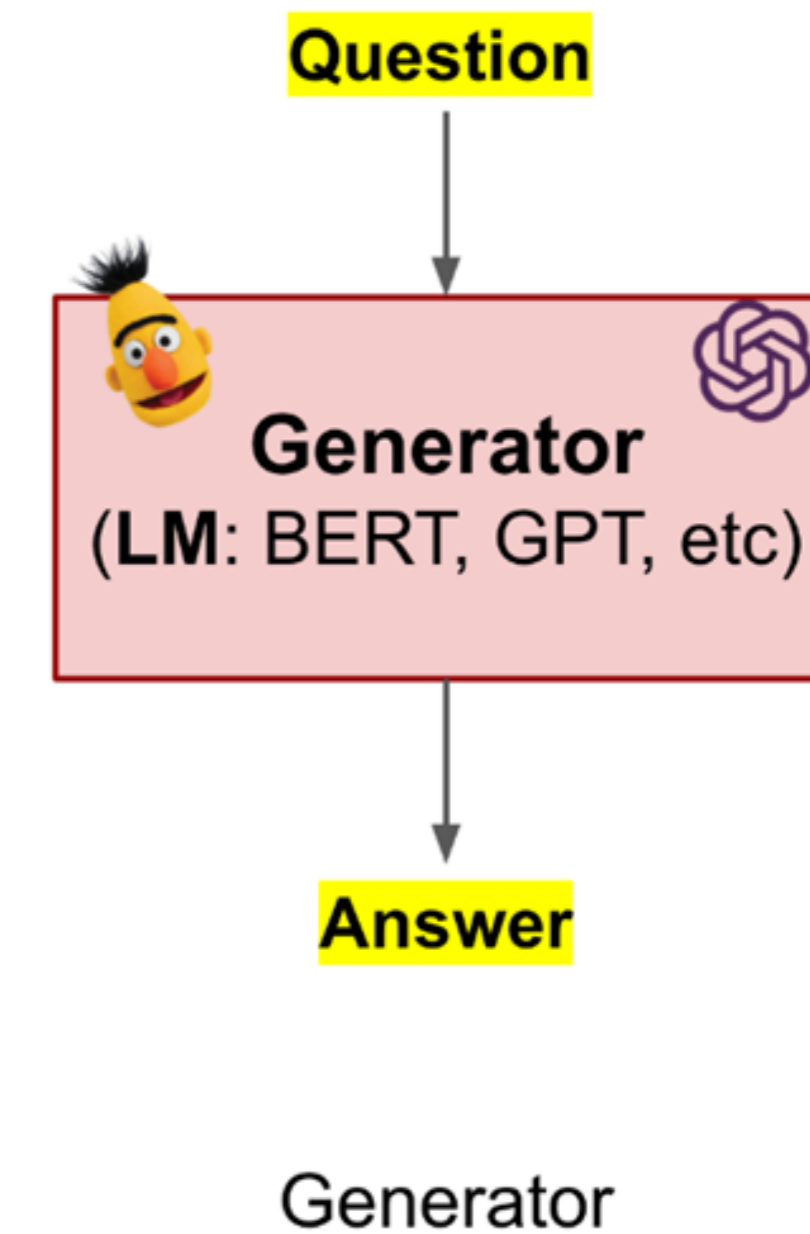 Question
Generator
(LM: BERT, GPT, etc)
Answer
Generator